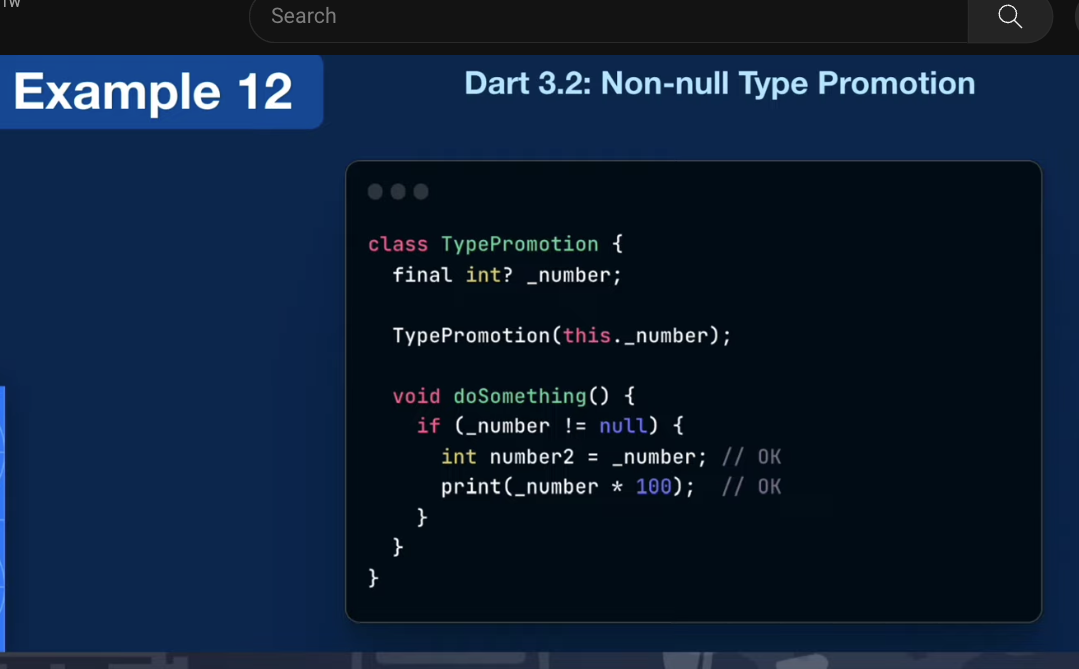 Search
Example 12
Dart 3.2: Non-null Type Promotion
class TypePromotion {
  final int? _number;

  TypePromotion(this._number);

  void doSomething() {
    if (_number != null) {
      int number2 = _number; // OK
      print(_number * 100);  // OK
    }
  }
}